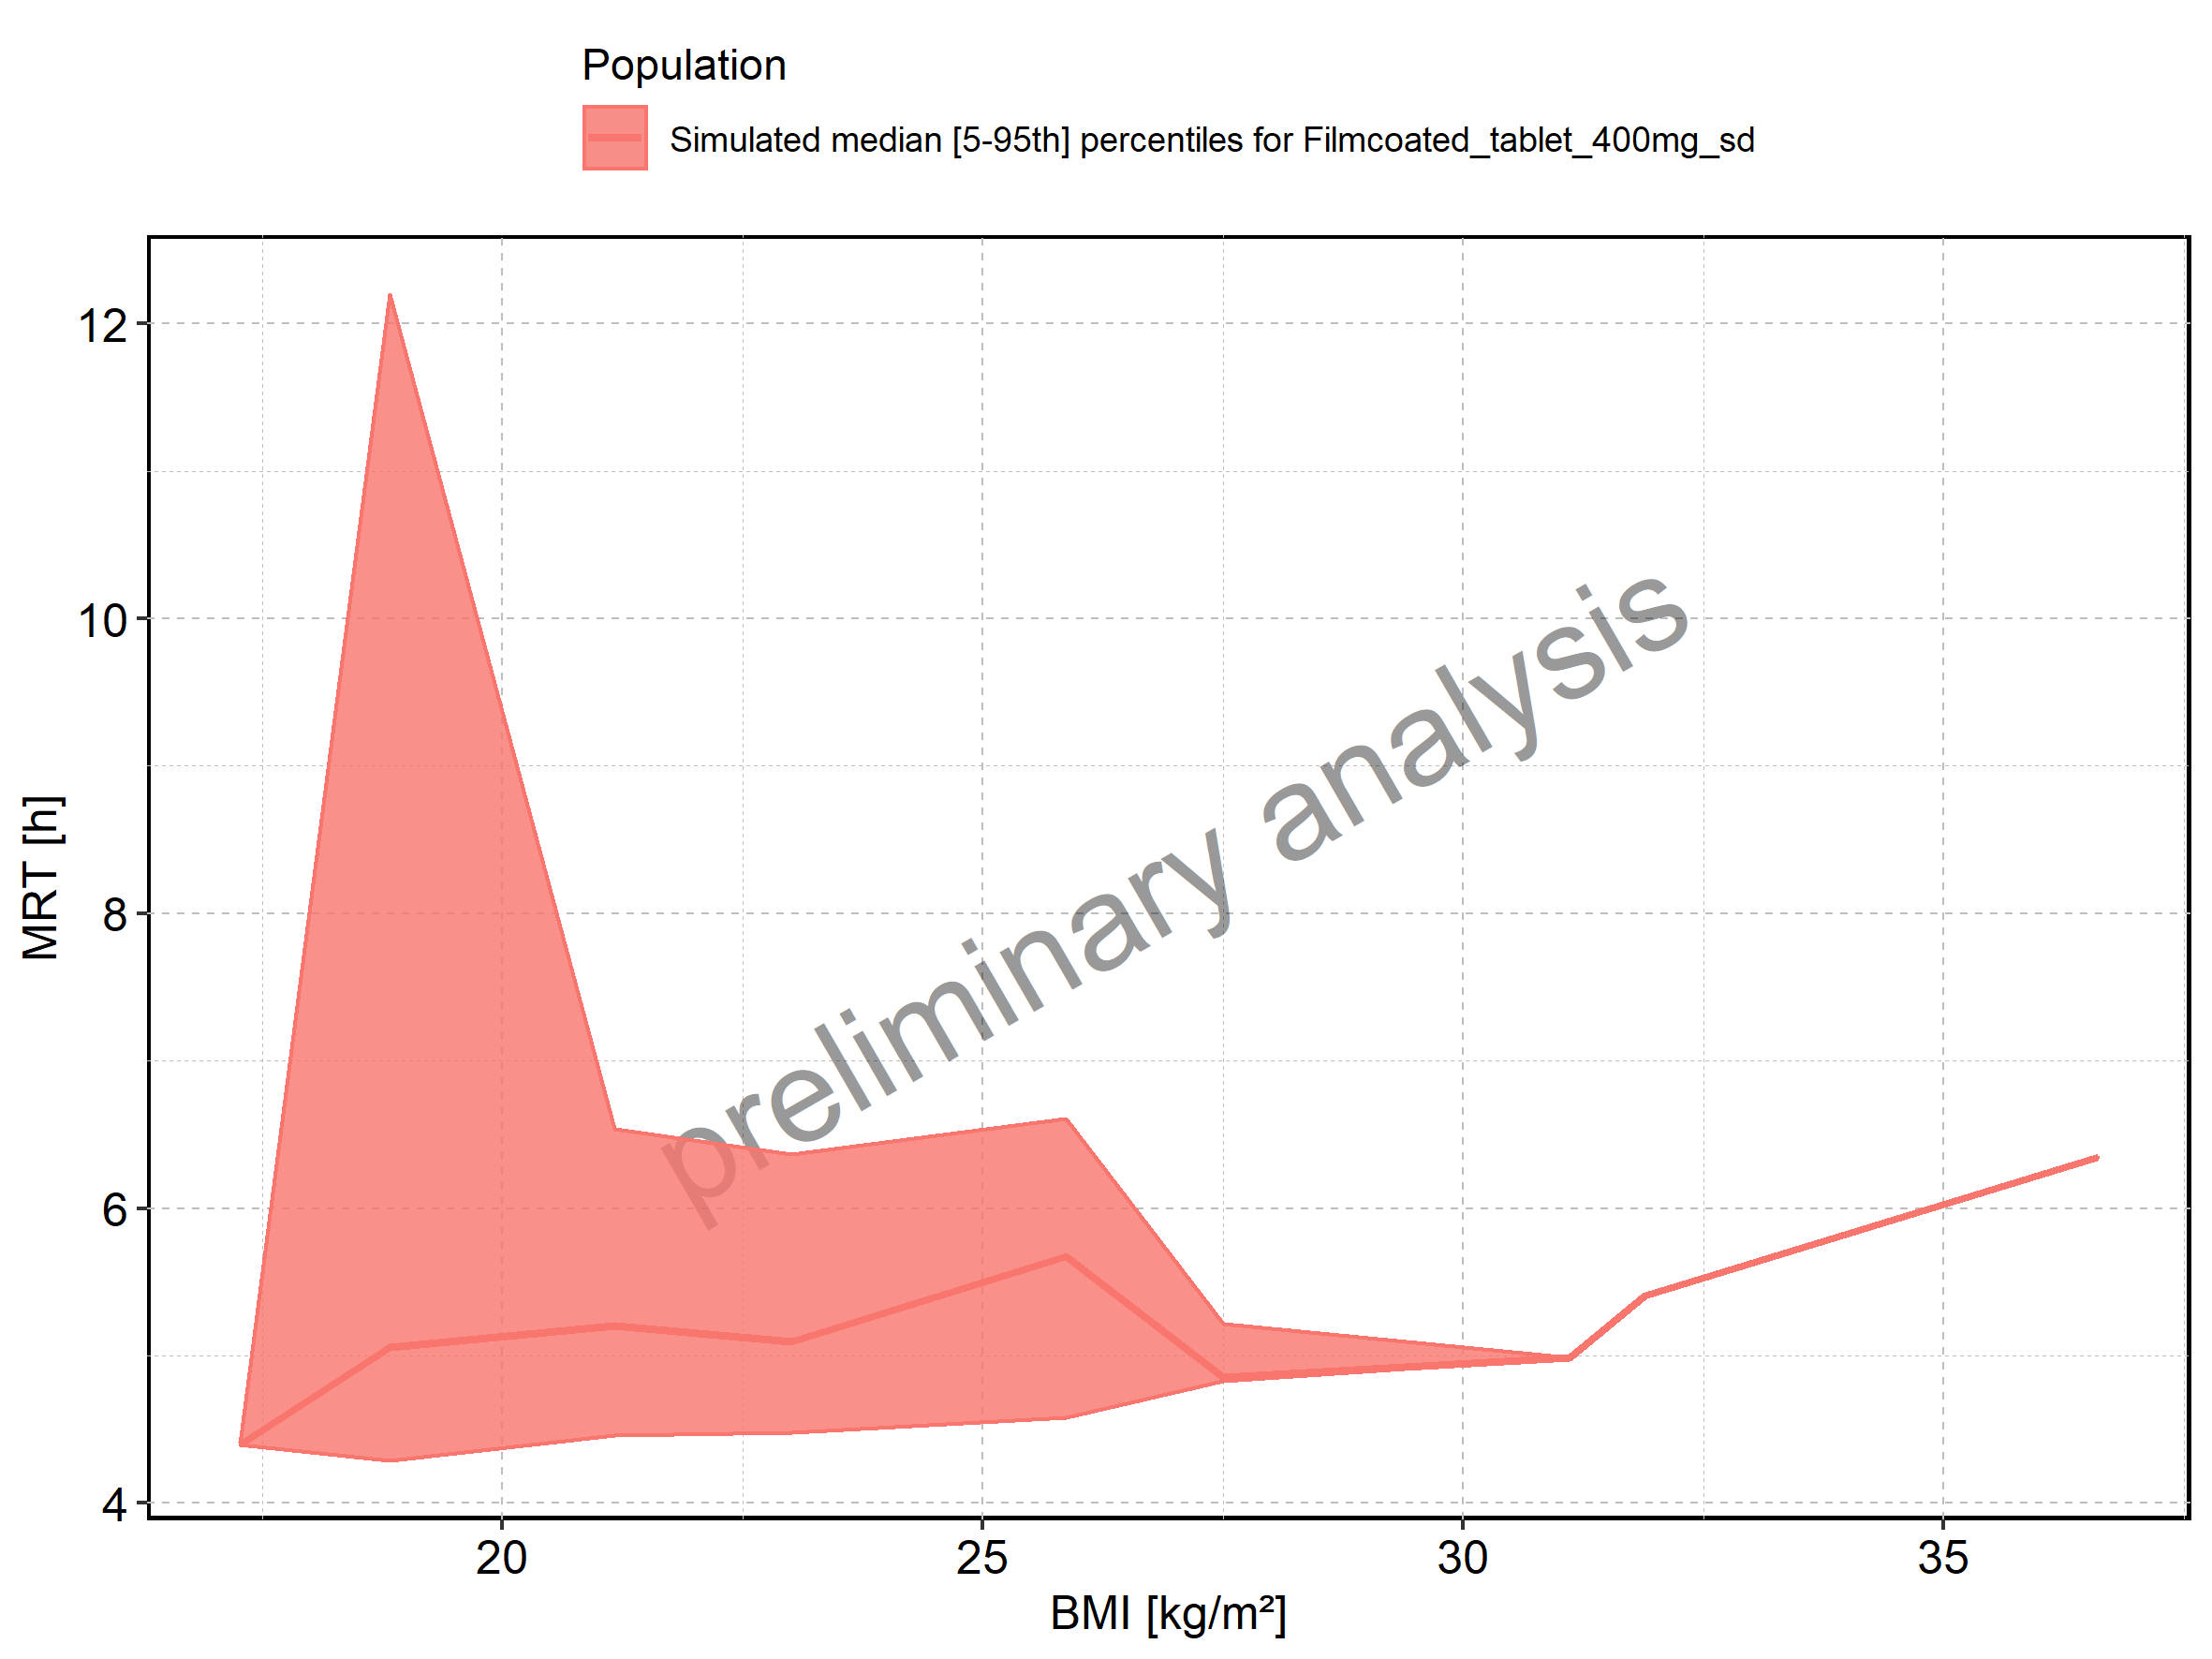 Population
Simulated median [5-95th] percentiles for Filmcoated_tablet_400mg_sd
12
10
8
6
4
MRT [h]
preliminary analysis
20 25 30 35
BMI [kg/m²]